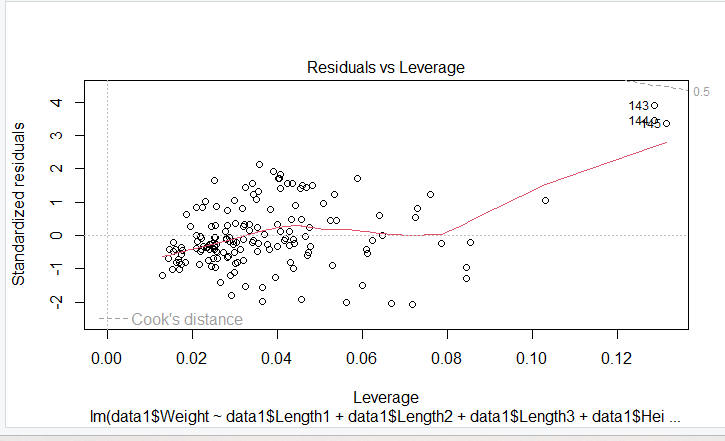 Residuals vs Leverage
Standardized residuals
4
3
2
1
0
-1
-2
0.5
143
144
145
Cook's distance
0.00 0.02 0.04 0.06 0.08 0.10 0.12
Leverage
lm(data1$Weight ~ data1$Length1 + data1$Length2 + data1$Length3 + data1$Hei ...